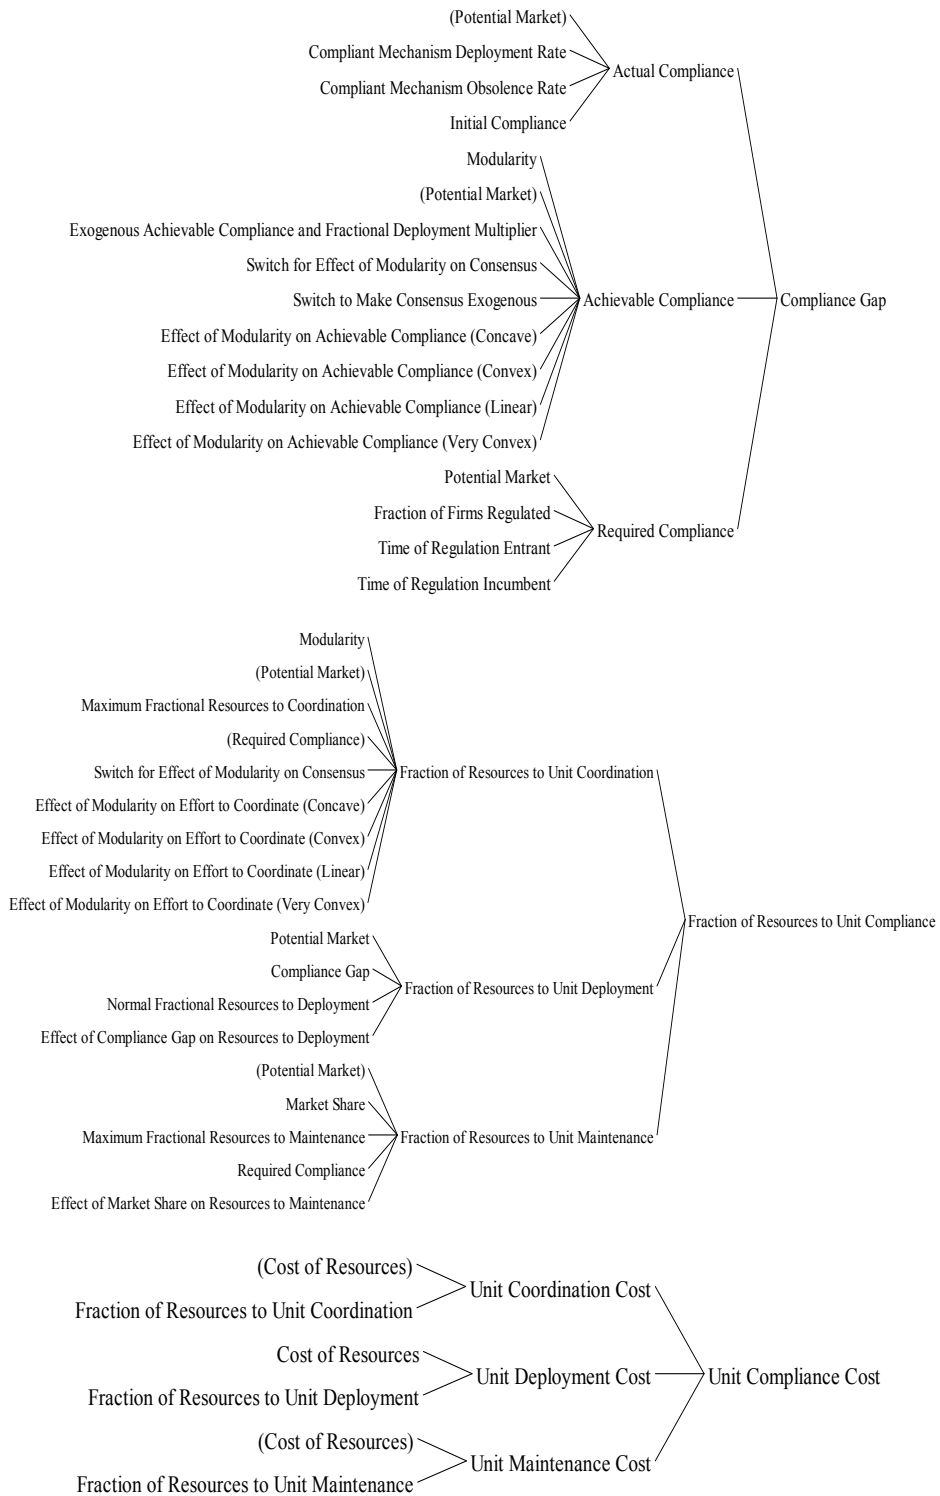 (Potential Market)
Compliant Mechanism Deployment Rate
Actual Compliance
Compliant Mechanism Obsolence Rate
Initial Compliance
Modularity
(Potential Market)
Exogenous Achievable Compliance and Fractional Deployment Multiplier
Switch for Effect of Modularity on Consensus
Switch to Make Consensus Exogenous
Achievable Compliance
Compliance Gap
Effect of Modularity on Achievable Compliance (Concave)
Effect of Modularity on Achievable Compliance (Convex)
Effect of Modularity on Achievable Compliance (Linear)
Effect of Modularity on Achievable Compliance (Very Convex)
Potential Market
Fraction of Firms Regulated
Required Compliance
Time of Regulation Entrant
Time of Regulation Incumbent
Modularity
(Potential Market)
Maximum Fractional Resources to Coordination
(Required Compliance)
Switch for Effect of Modularity on Consensus
Fraction of Resources to Unit Coordination
Effect of Modularity on Effort to Coordinate (Concave)
Effect of Modularity on Effort to Coordinate (Convex)
Effect of Modularity on Effort to Coordinate (Linear)
Effect of Modularity on Effort to Coordinate (Very Convex)
Fraction of Resources to Unit Compliance
Potential Market
Compliance Gap
Fraction of Resources to Unit Deployment
Normal Fractional Resources to Deployment
Effect of Compliance Gap on Resources to Deployment
(Potential Market)
Market Share
Maximum Fractional Resources to Maintenance
Fraction of Resources to Unit Maintenance
Required Compliance
Effect of Market Share on Resources to Maintenance
(Cost of Resources)
Unit Coordination Cost
Fraction of Resources to Unit Coordination
Cost of Resources
Unit Deployment Cost
Unit Compliance Cost
Fraction of Resources to Unit Deployment
(Cost of Resources)
Unit Maintenance Cost
Fraction of Resources to Unit Maintenance